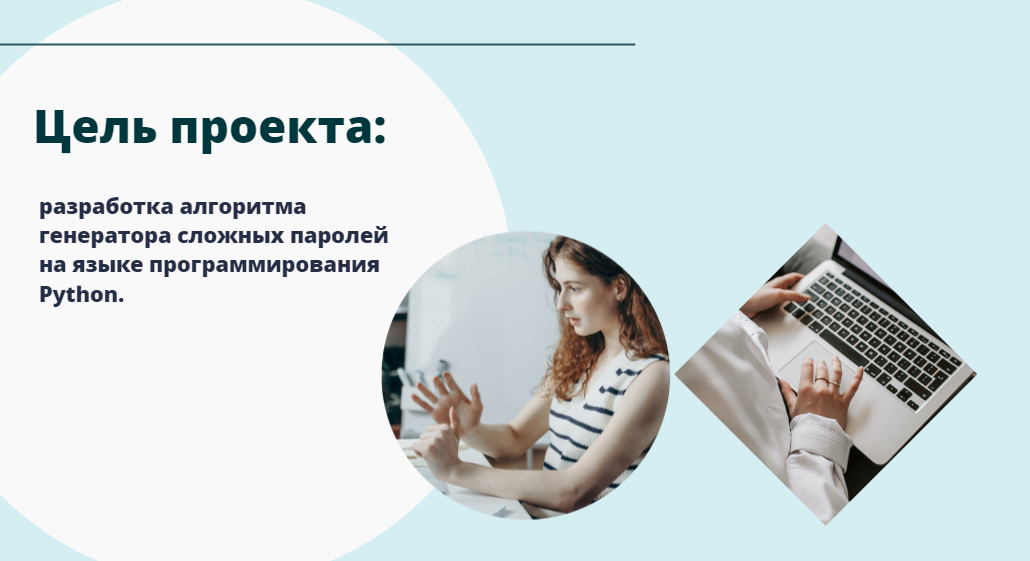 Цель проекта:
разработка алгоритма
генератора сложных паролей
на языке программирования
Python.